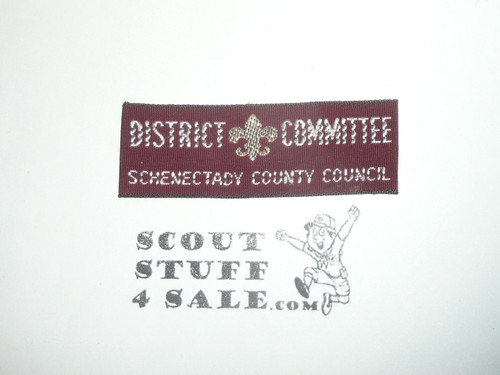 DISTRICT COMMITTEE
SCHENECTADY COUNTY COUNCIL
SCOUT
STUFF
4 SALE.COM